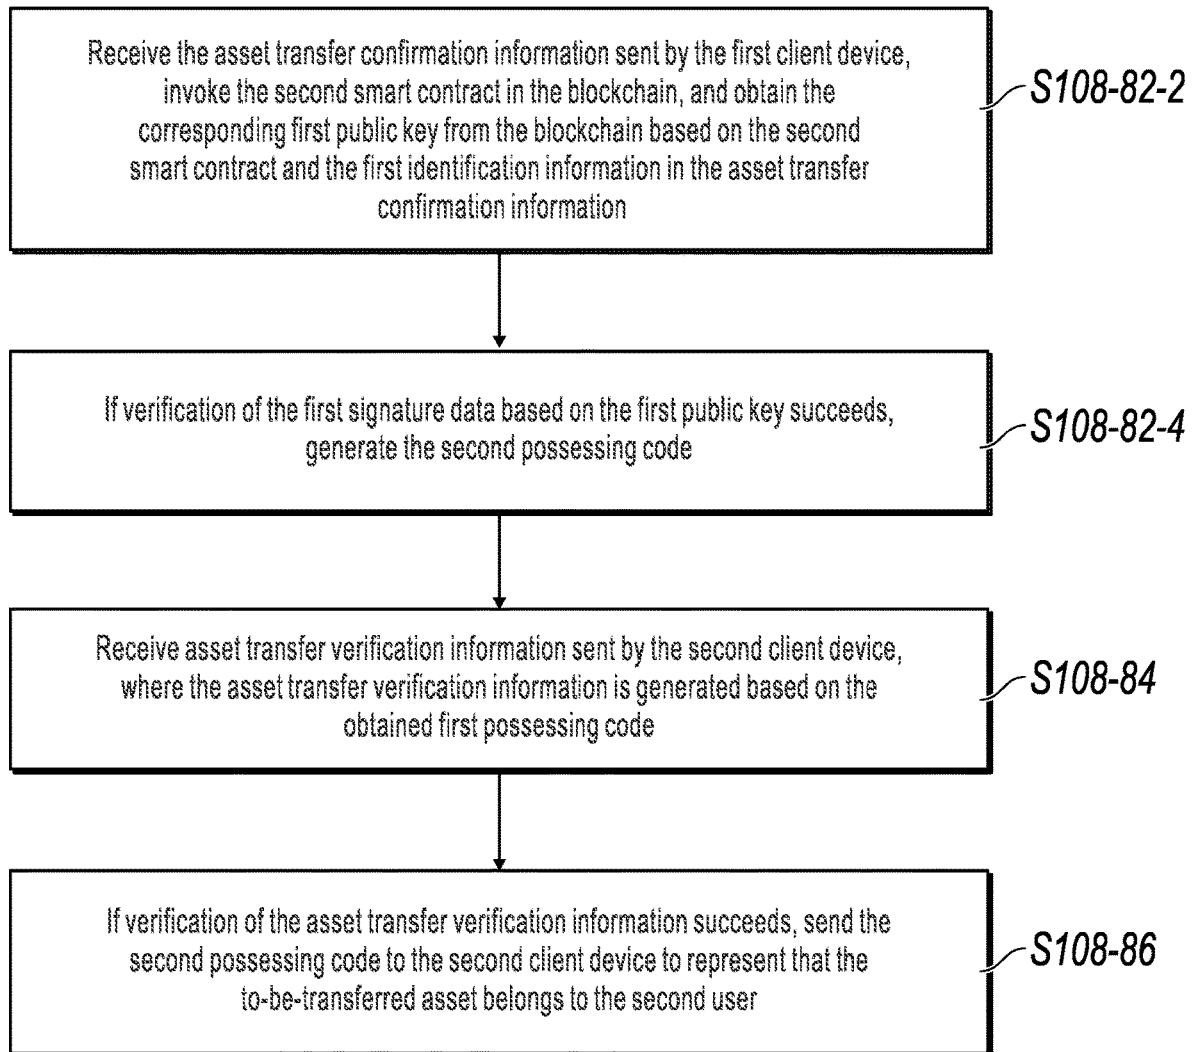 Receive the asset transfer confirmation information sent by the first client device,
invoke the second smart contract in the blockchain, and obtain the
corresponding first public key from the blockchain based on the second
smart contract and the first identification information in the asset transfer
confirmation information
S108-82-2
If verification of the first signature data based on the first public key succeeds,
generate the second possessing code
S108-82-4
Receive asset transfer verification information sent by the second client device,
where the asset transfer verification information is generated based on the
obtained first possessing code
S108-84
If verification of the asset transfer verification information succeeds, send the
second possessing code to the second client device to represent that the
to-be-transferred asset belongs to the second user
S108-86